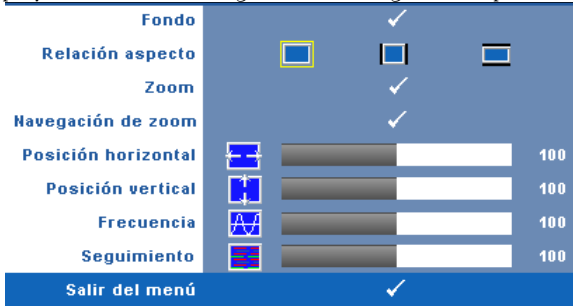 Fondo
Relación aspecto
Zoom
Navegación de zoom
Posición horizontal 100
Posición vertical 100
Frecuencia 100
Seguimiento 100
Salir del menú